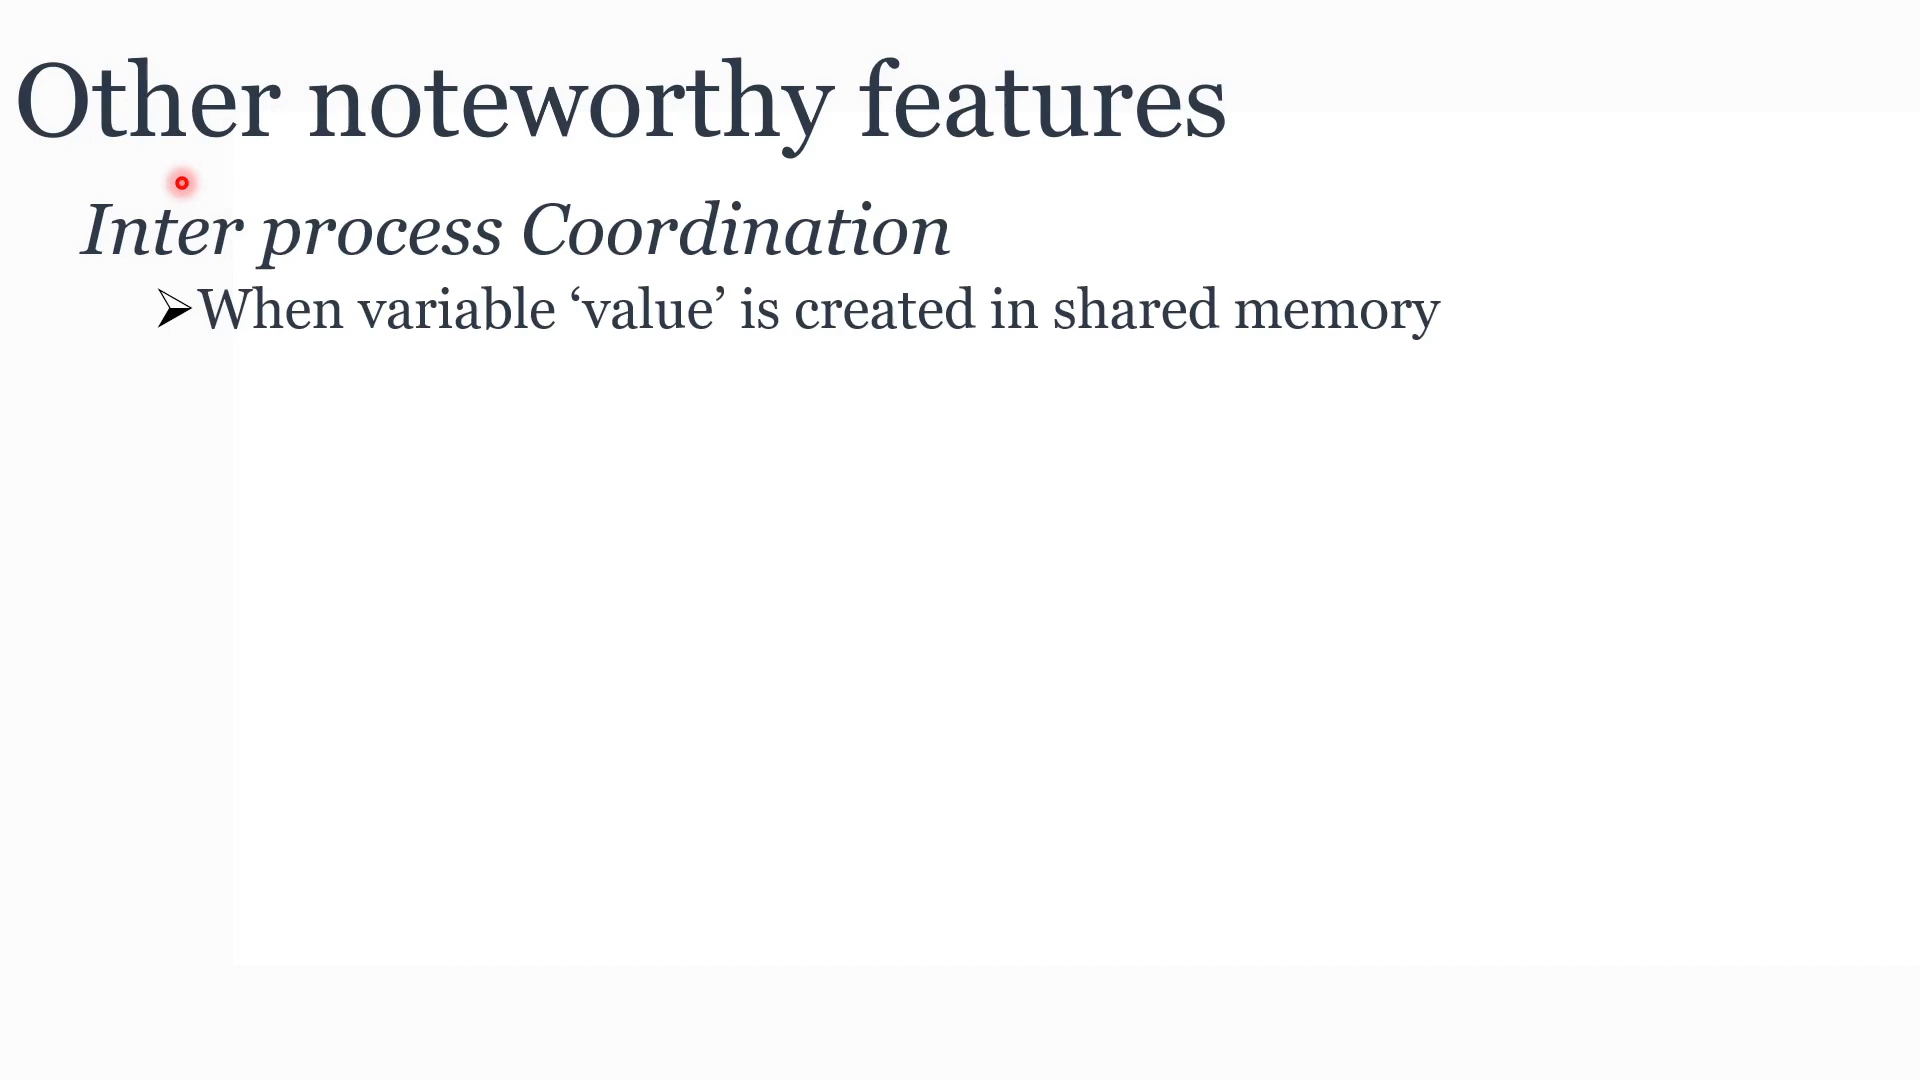 Other noteworthy features
Inter process Coordination
When variable ‘value’ is created in shared memory